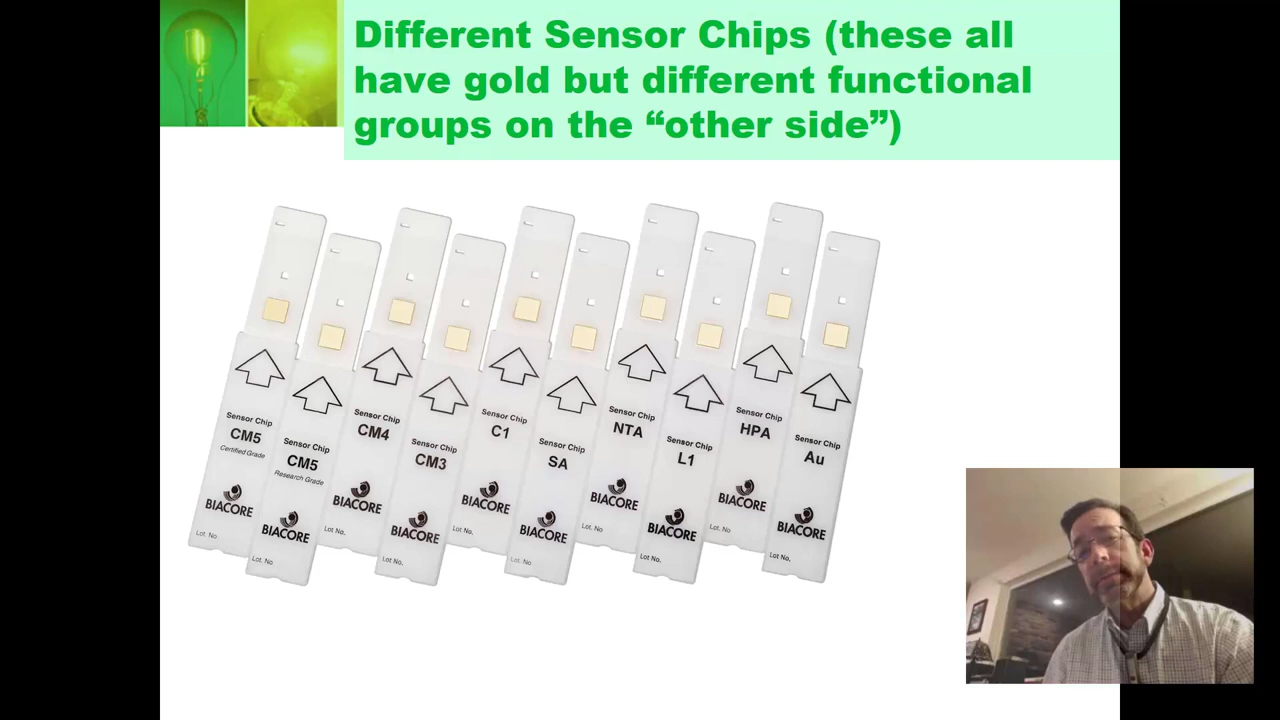 Different Sensor Chips (these all
have gold but different functional
groups on the “other side”)
Sensor Chip
CM5
Certified Grade
BIACORE
Lot. No
Sensor Chip
CM5
Research Grade
BIACORE
Lot. No
Sensor Chip
CM4
BIACORE
Lot No.
Sensor Chip
CM3
BIACORE
Lot No.
Sensor Chip
C1
BIACORE
Lot No.
Sensor Chip
SA
BIACORE
Lot No
Sensor Chip
NTA
BIACORE
Lot No
Sensor Chip
L1
BIACORE
Lot No.
Sensor Chip
HPA
BIACORE
Lot No
Sensor Chip
Au
BIACORE
Lot No.